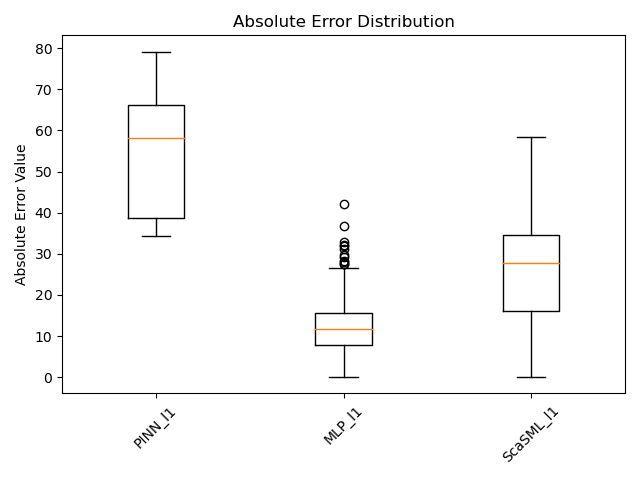 Absolute Error Distribution
Absolute Error Value
80
70
60
50
40
30
20
10
0
PINN_l1
MLP_l1
ScaSML_l1